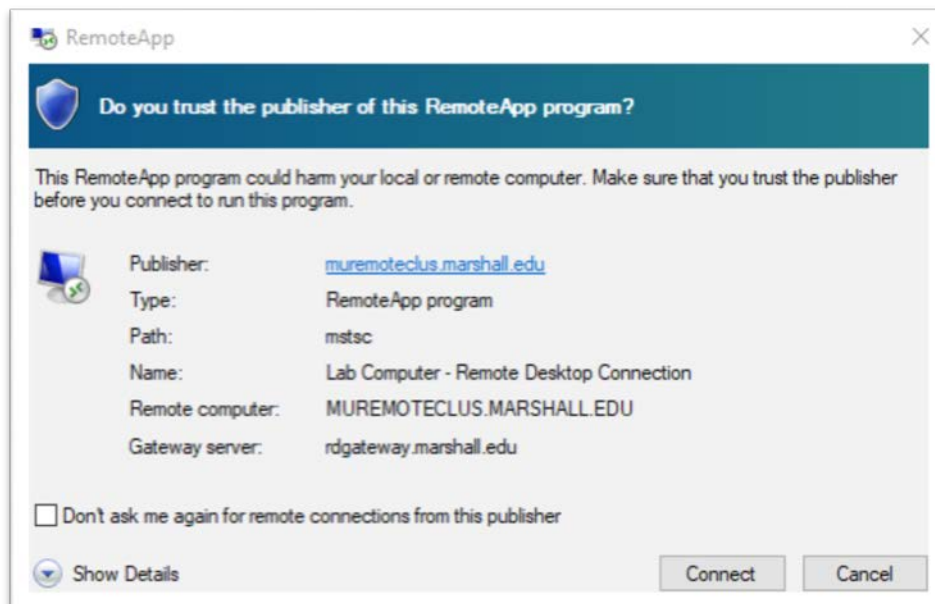 RemoteApp
Do you trust the publisher of this RemoteApp program?
This RemoteApp program could harm your local or remote computer. Make sure that you trust the publisher
before you connect to run this program.
Publisher: muremoteclus.marshall.edu
Type: RemoteApp program
Path: mstsc
Name: Lab Computer - Remote Desktop Connection
Remote computer: MUREMOTECLUS.MARSHALL.EDU
Gateway server: rdgateway.marshall.edu
Don't ask me again for remote connections from this publisher
Show Details Connect Cancel